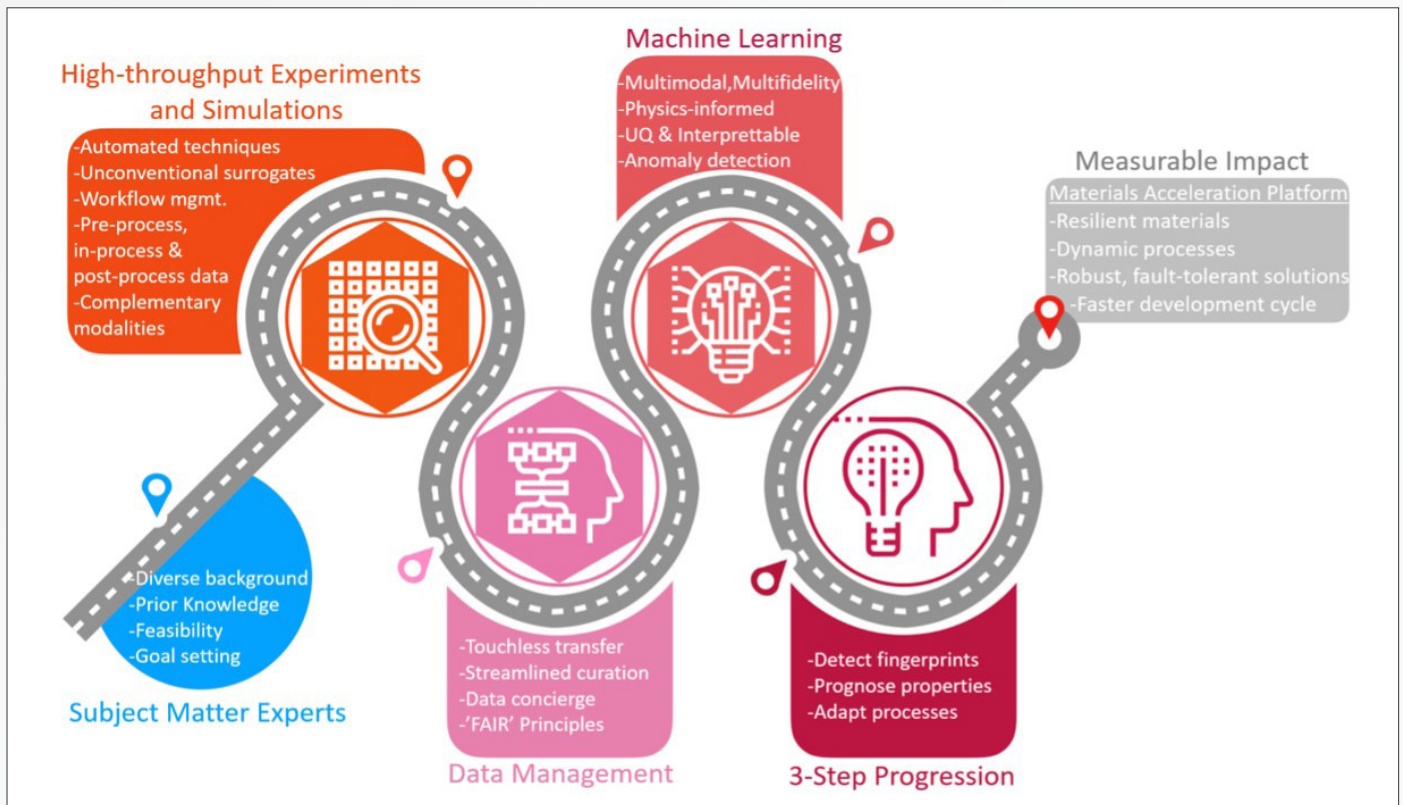 High-throughput Experiments
and Simulations
-Automated techniques
-Unconventional surrogates
-Workflow mgmt.
-Pre-process,
in-process &
post-process data
-Complementary
modalities
Machine Learning
-Multimodal,Multifidelity
-Physics-informed
-UQ & Interprettable
-Anomaly detection
Measurable Impact
Materials Acceleration Platform
-Resilient materials
-Dynamic processes
-Robust, fault-tolerant solutions
-Faster development cycle
-Diverse background
-Prior Knowledge
-Feasibility
-Goal setting
Subject Matter Experts
-Touchless transfer
-Streamlined curation
-Data concierge
-’FAIR’ Principles
Data Management
-Detect fingerprints
-Prognose properties
-Adapt processes
3-Step Progression